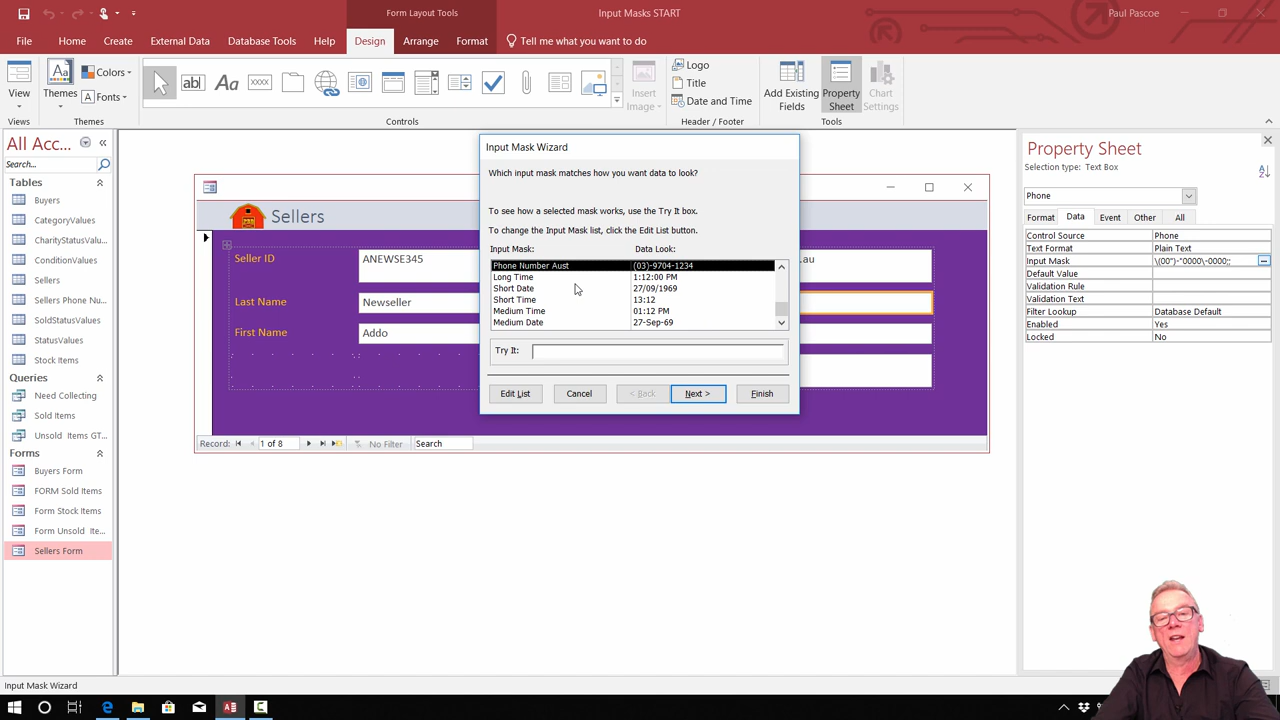 Form Layout Tools
Input Masks START
Paul Pascoe
File
Home
Create
External Data
Database Tools
Help
Design
Arrange
Format
Tell me what you want to do
View
Views
Themes
Colors
Fonts
Themes
ab|
Aa
XXXX
Controls
Insert
Image
Logo
Title
Date and Time
Header / Footer
Add Existing
Fields
Property
Sheet
Chart
Settings
Tools
All Acc...
Search...
Tables
Buyers
CategoryValues
CharityStatusValu...
ColourValues
Sellers
Sellers Phone Nu...
SoldStatusValues
StatusValues
Stock Items
Queries
Need Collecting
Sold Items
Unsold Items GT...
Forms
Buyers Form
FORM Sold Items
Form Stock Items
Form Unsold Ite...
Sellers Form
Sellers
Seller ID
ANEWSE345
.au
Last Name
Newseller
First Name
Addo
Record:
1 of 8
No Filter
Search
Input Mask Wizard
Which input mask matches how you want data to look?
To see how a selected mask works, use the Try It box.
To change the Input Mask list, click the Edit List button.
Input Mask:
Data Look:
Phone Number Aust
(03)-9704-1234
Long Time
1:12:00 PM
Short Date
27/09/1969
Short Time
13:12
Medium Time
01:12 PM
Medium Date
27-Sep-69
Try It:
Edit List
Cancel
< Back
Next >
Finish
Property Sheet
Selection type: Text Box
Phone
Format
Data
Event
Other
All
Control Source
Phone
Text Format
Plain Text
Input Mask
\(00")-"0000\-0000;;
Default Value
Validation Rule
Validation Text
Filter Lookup
Database Default
Enabled
Yes
Locked
No
Input Mask Wizard